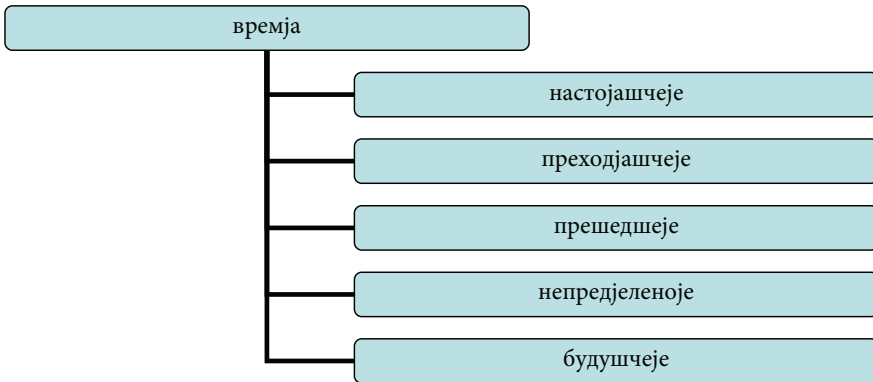 времја
настојашчеје
преходјашчеје
прешедшеје
непредјеленоје
будушчеје